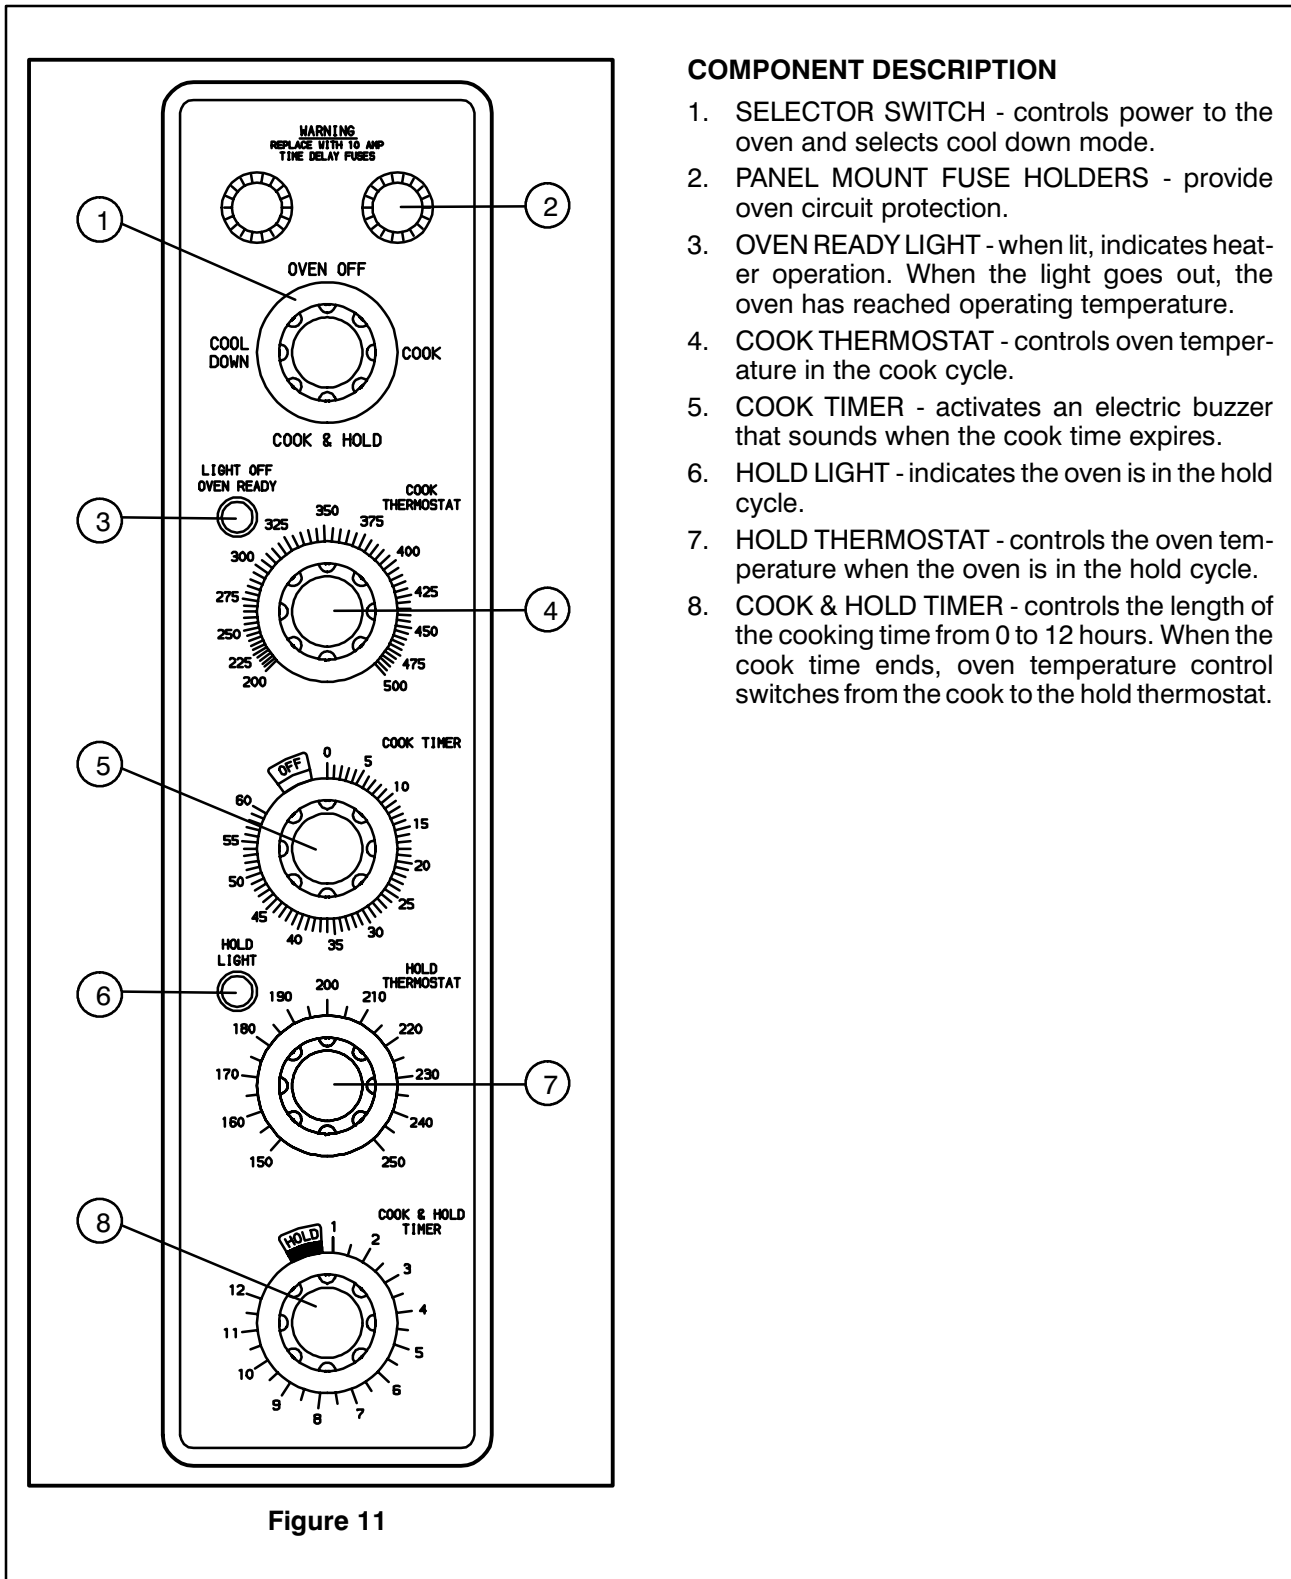 WARNING
REPLACE WITH 10 AMP
TIME DELAY FUSES
1
2
OVEN OFF
COOL
DOWN
COOK
COOK & HOLD
LIGHT OFF
OVEN READY
3
COOK
THERMOSTAT
200
225
250
275
300
325
350
375
400
425
450
475
500
4
COOK TIMER
OFF
0
5
10
15
20
25
30
35
40
45
50
55
60
5
HOLD
LIGHT
6
HOLD
THERMOSTAT
150
160
170
180
190
200
210
220
230
240
250
7
COOK & HOLD
TIMER
HOLD
1
2
3
4
5
6
7
8
9
10
11
12
8
Figure 11
COMPONENT DESCRIPTION
1. SELECTOR SWITCH - controls power to the
oven and selects cool down mode.
2. PANEL MOUNT FUSE HOLDERS - provide
oven circuit protection.
3. OVEN READY LIGHT - when lit, indicates heat-
er operation. When the light goes out, the
oven has reached operating temperature.
4. COOK THERMOSTAT - controls oven temper-
ature in the cook cycle.
5. COOK TIMER - activates an electric buzzer
that sounds when the cook time expires.
6. HOLD LIGHT - indicates the oven is in the hold
cycle.
7. HOLD THERMOSTAT - controls the oven tem-
perature when the oven is in the hold cycle.
8. COOK & HOLD TIMER - controls the length of
the cooking time from 0 to 12 hours. When the
cook time ends, oven temperature control
switches from the cook to the hold thermostat.